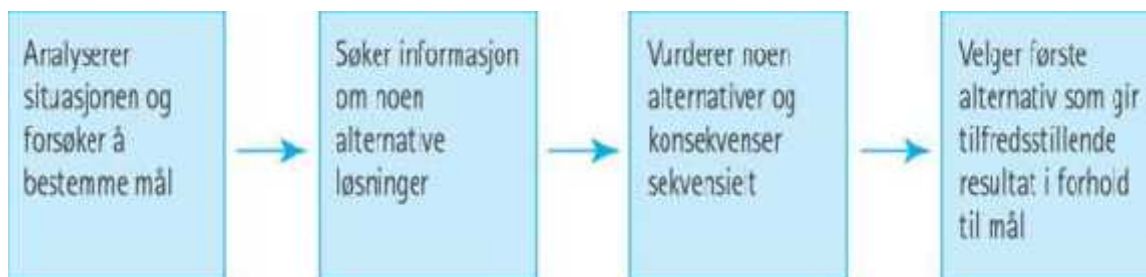 Analyserer
situasjonen og
forsøker å
bestemme mål
Søker informasjon
om noen
alternative
løsninger
Vurderer noen
alternativer og
konsekvenser
sekvensielt
Velger første
alternativ som gir
tilfredsstillende
resultat i forhold
til mål